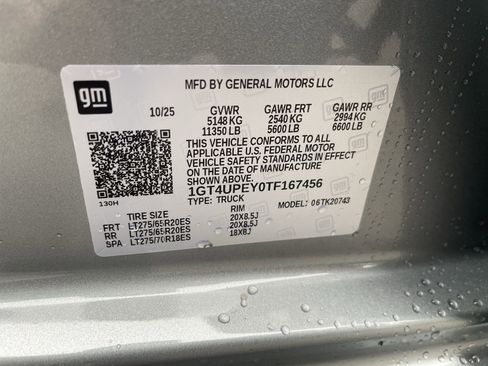 MFD BY GENERAL MOTORS LLC
gm
10/25 GVWR GAWR FRT GAWR RR
5148 KG 2540 KG 2994 KG
11350 LB 5600 LB 6600 LB
THIS VEHICLE CONFORMS TO ALL
APPLICABLE U.S. FEDERAL MOTOR
VEHICLE SAFETY STANDARDS IN EFFECT
ON THE DATE OF MANUFACTURE
SHOWN ABOVE.
1GT4UPEY0TF167456
130H
TYPE: TRUCK MODEL: 06TK20743
TIRE SIZE RIM
FRT LT275/65R20ES 20X8.5J
RR LT275/65R20ES 20X8.5J
SPA LT275/70R18ES 18X8J